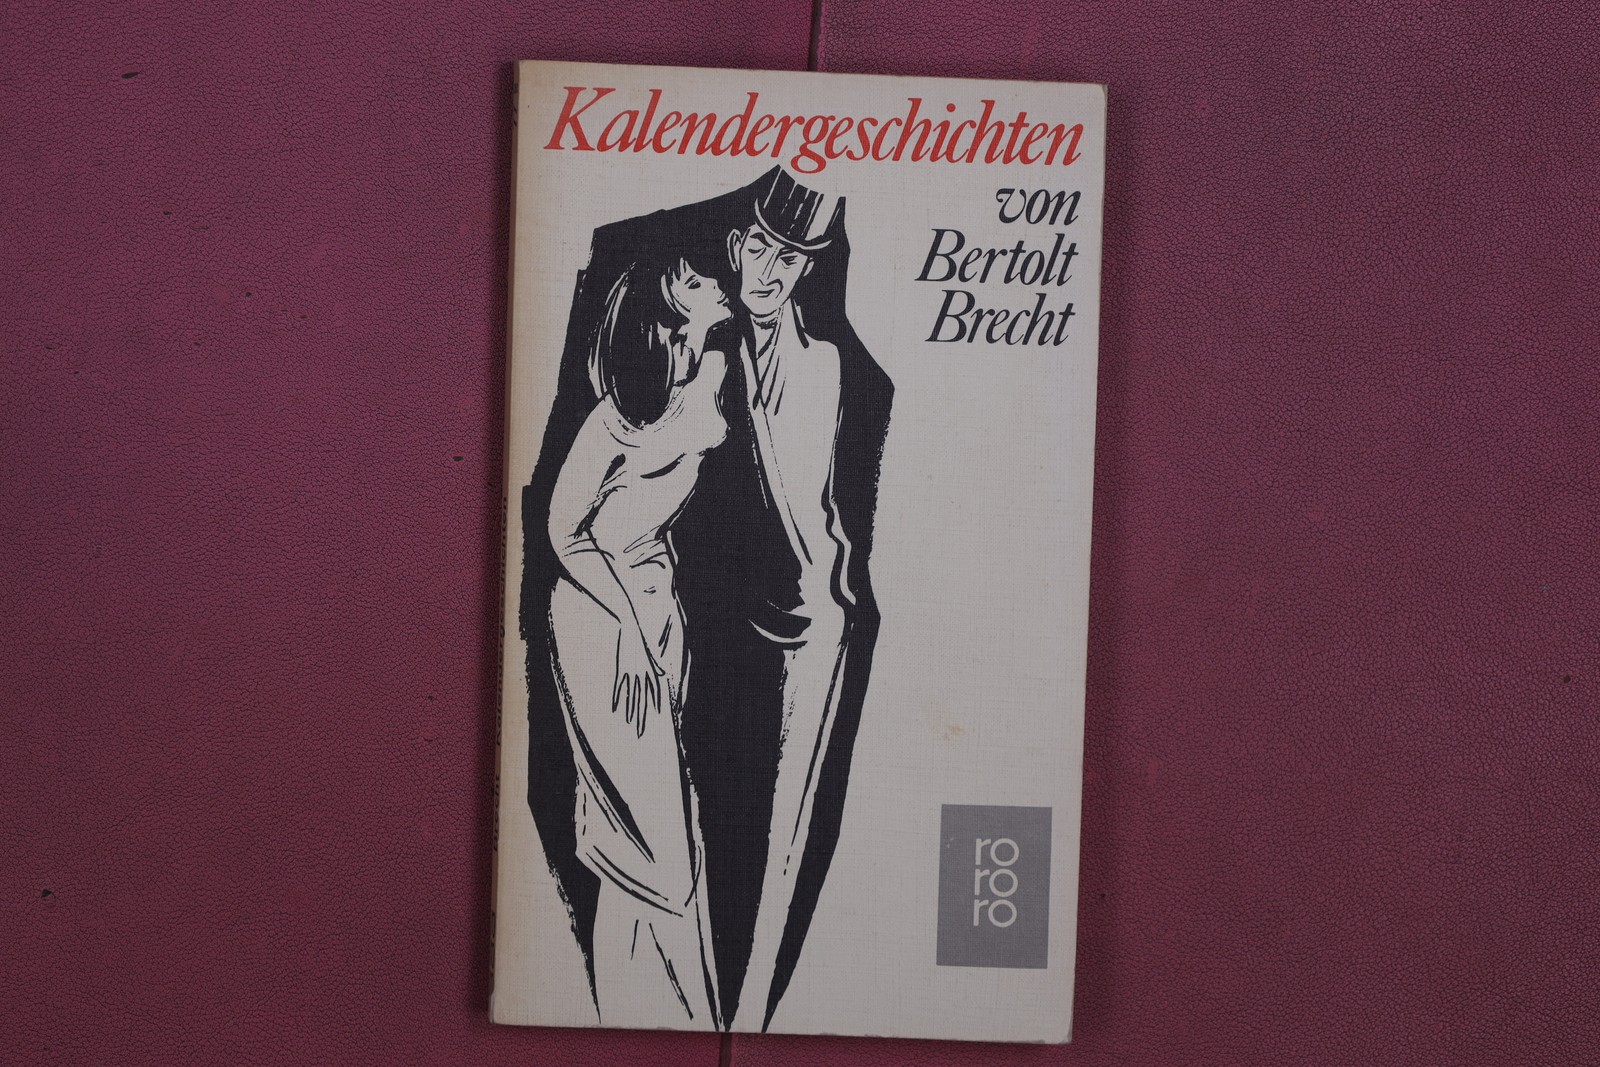 Kalendergeschichten
von
Bertolt
Brecht
ro
ro
ro